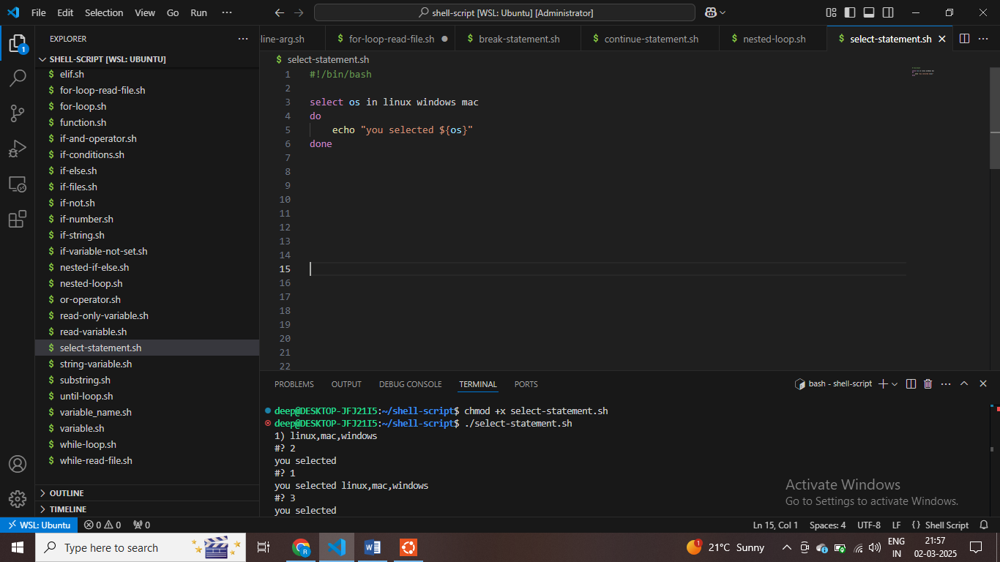 File Edit Selection View Go Run ···
shell-script [WSL: Ubuntu] [Administrator]
EXPLORER ···
SHELL-SCRIPT [WSL: UBUNTU]
$ elif.sh
$ for-loop-read-file.sh
$ for-loop.sh
$ function.sh
$ if-and-operator.sh
$ if-conditions.sh
$ if-else.sh
$ if-files.sh
$ if-not.sh
$ if-number.sh
$ if-string.sh
$ if-variable-not-set.sh
$ nested-if-else.sh
$ nested-loop.sh
$ or-operator.sh
$ read-only-variable.sh
$ read-variable.sh
$ select-statement.sh
$ string-variable.sh
$ substring.sh
$ until-loop.sh
$ variable_name.sh
$ variable.sh
$ while-loop.sh
$ while-read-file.sh
OUTLINE
TIMELINE
1
line-arg.sh $ for-loop-read-file.sh $ break-statement.sh $ continue-statement.sh $ nested-loop.sh $ select-statement.sh ···
$ select-statement.sh
1 #!/bin/bash
2
3 select os in linux windows mac
4 do
5 echo "you selected ${os}"
6 done
7
8
9
10
11
12
13
14
15
16
17
18
19
20
21
22
PROBLEMS OUTPUT DEBUG CONSOLE TERMINAL PORTS bash - shell-script ···
deep@DESKTOP-JFJ21I5:~/shell-script$ chmod +x select-statement.sh
deep@DESKTOP-JFJ21I5:~/shell-script$ ./select-statement.sh
1) linux,mac,windows
#? 2
you selected
#? 1
you selected linux,mac,windows
#? 3
you selected
Activate Windows
Go to Settings to activate Windows.
WSL: Ubuntu 0 0 0 Ln 15, Col 1 Spaces: 4 UTF-8 LF {} Shell Script
Type here to search
1 21°C Sunny
ENG
IN
21:57
02-03-2025